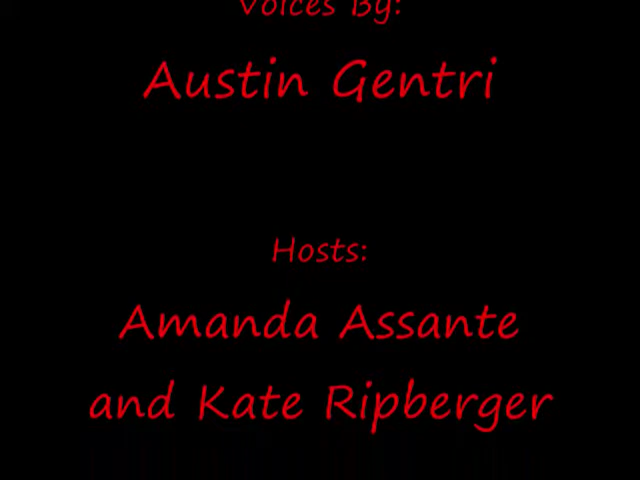 Voices By:
Austin Gentri
Hosts:
Amanda Assante
and Kate Ripberger